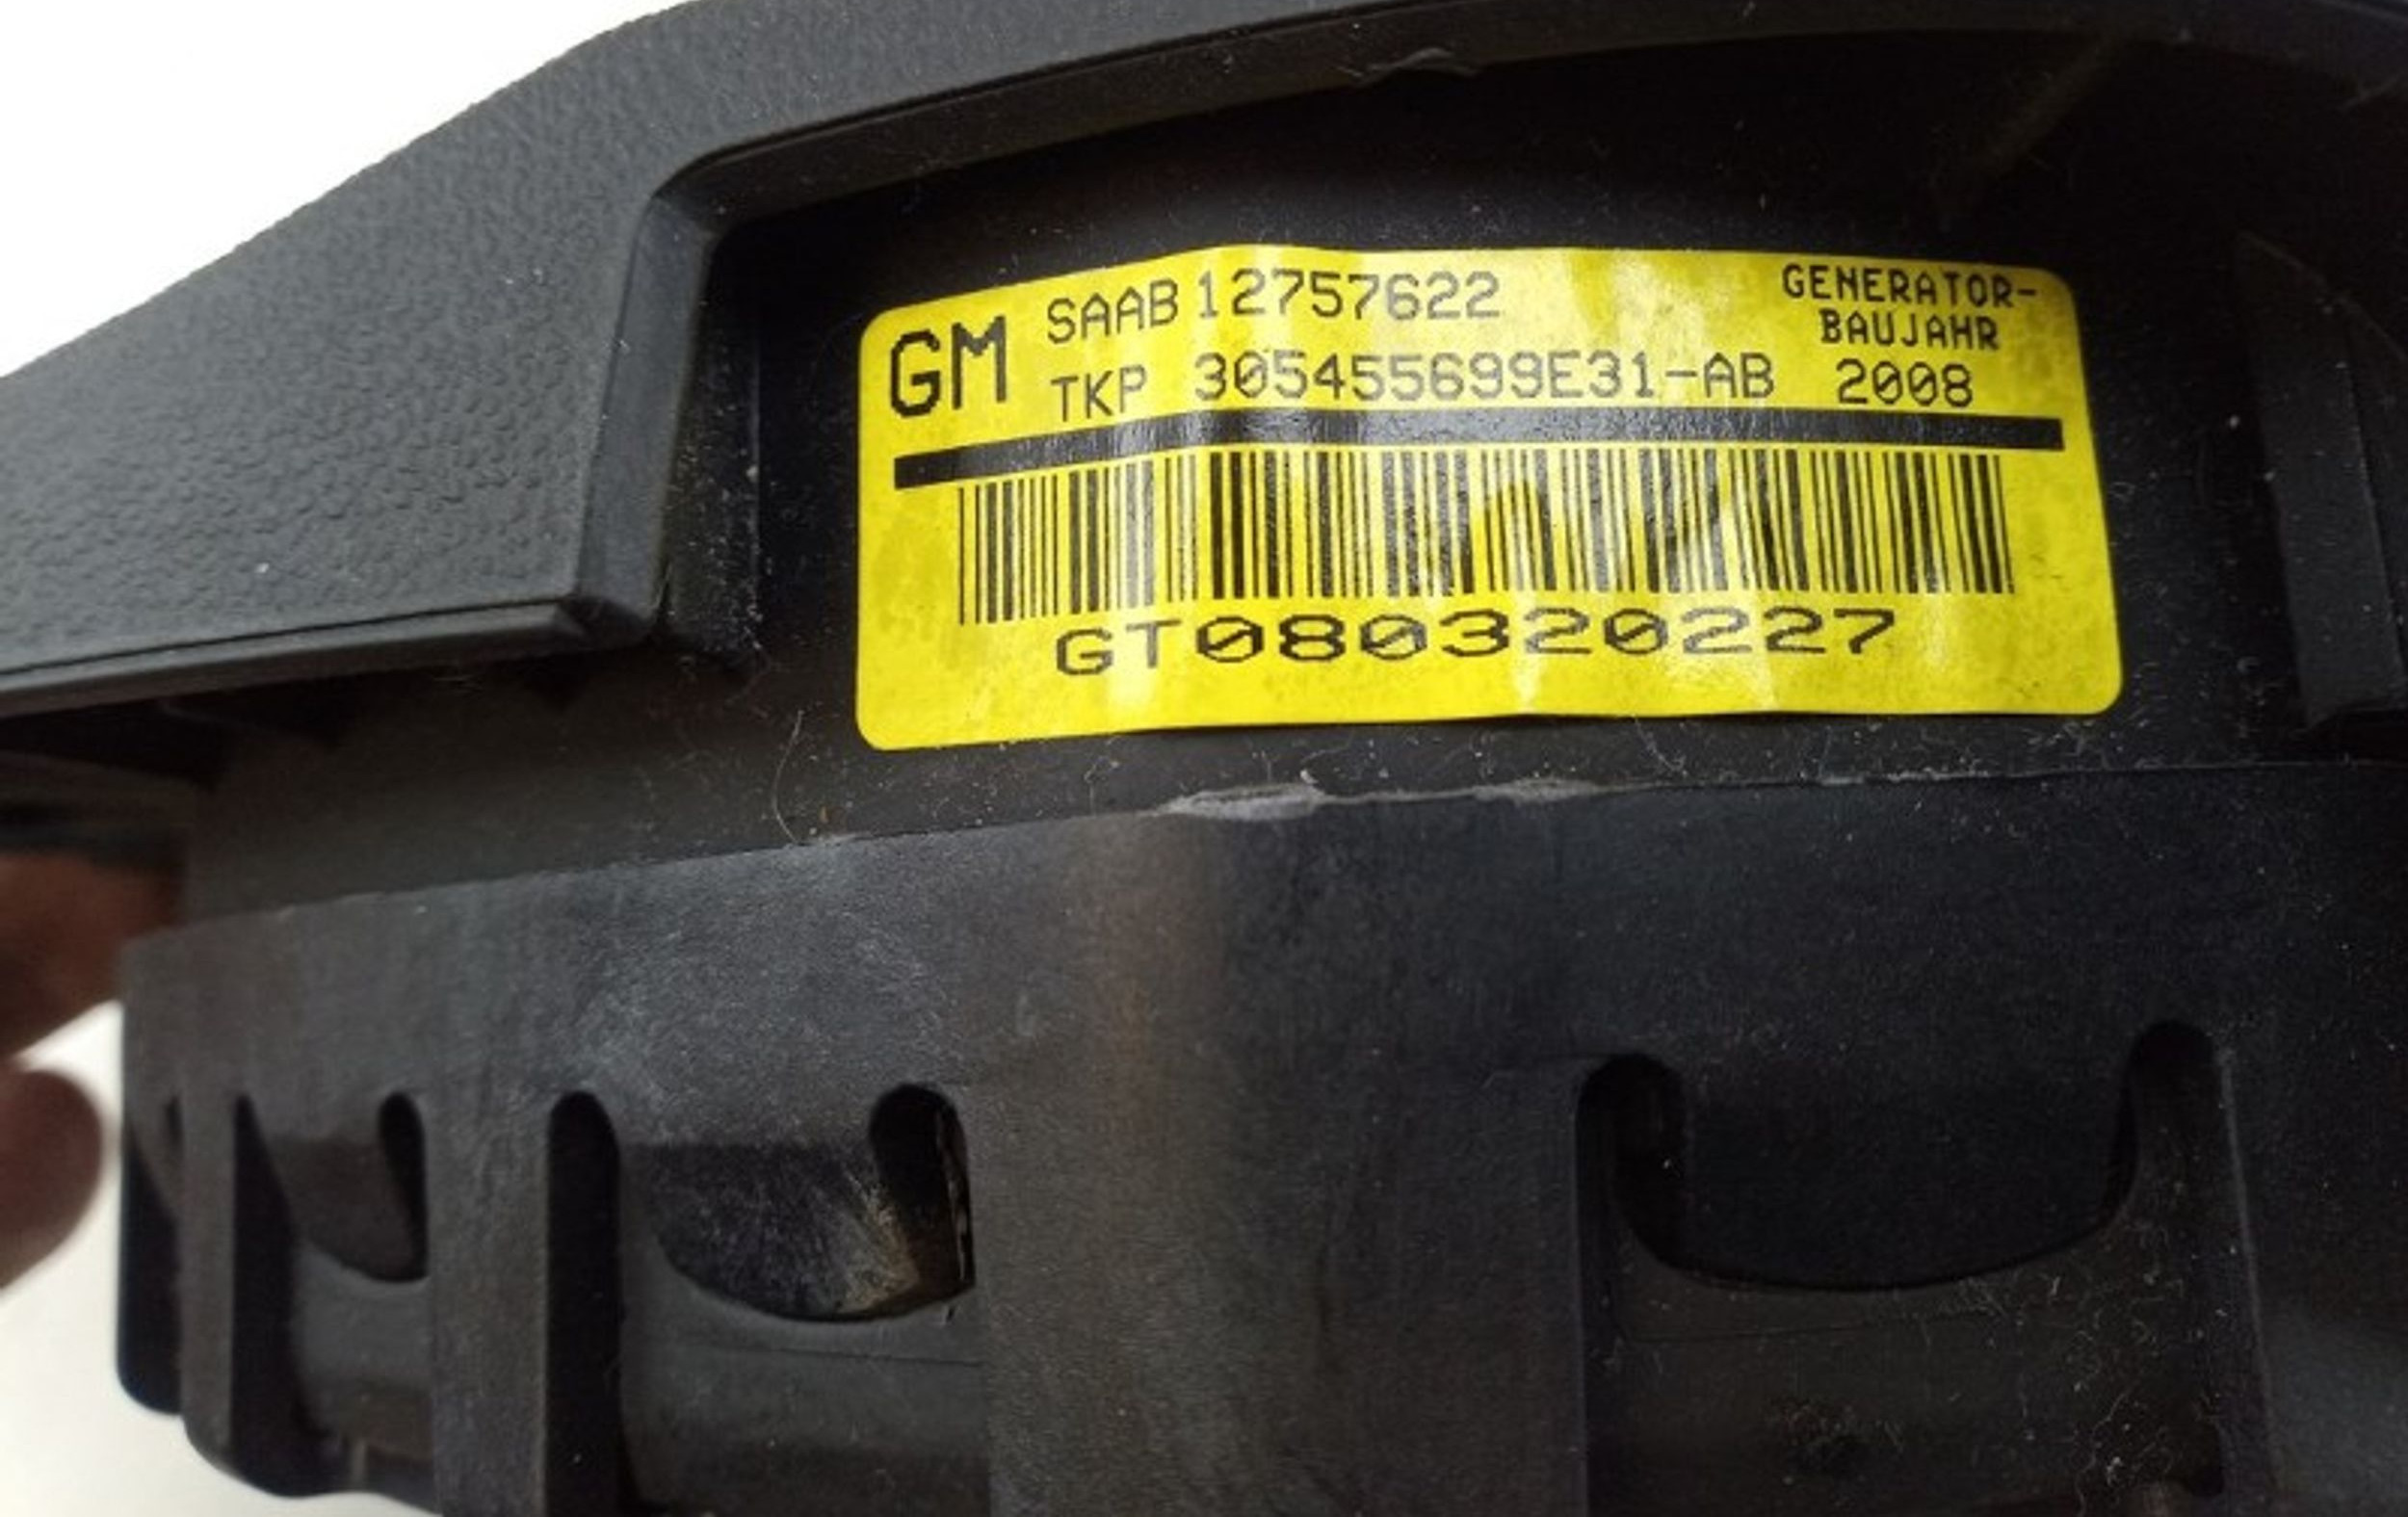 GM SAAB 12757622 GENERATOR-
BAUJAHR
TKP 305455699E31-AB 2008
GT080320227